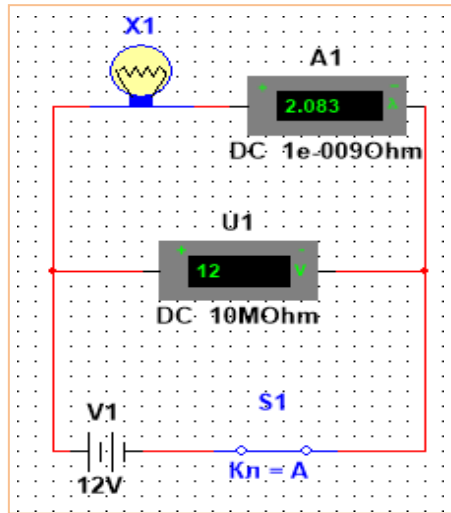 X1
A1
+ -
2.083 A
DC 1e-009Ohm
U1
+ -
12 V
DC 10MOhm
V1
S1
12V
Кл = A